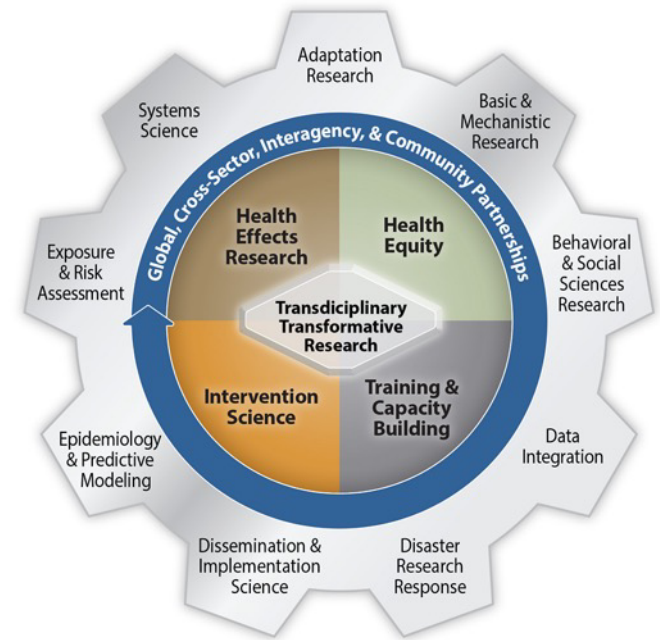 Adaptation
Research
Basic &
Mechanistic
Research
Behavioral
& Social
Sciences
Research
Data
Integration
Disaster
Research
Response
Dissemination &
Implementation
Science
Epidemiology
& Predictive
Modeling
Exposure
& Risk
Assessment
Systems
Science
Global, Cross-Sector, Interagency, & Community Partnerships
Health
Effects
Research
Health
Equity
Transdiciplinary
Transformative
Research
Intervention
Science
Training &
Capacity
Building